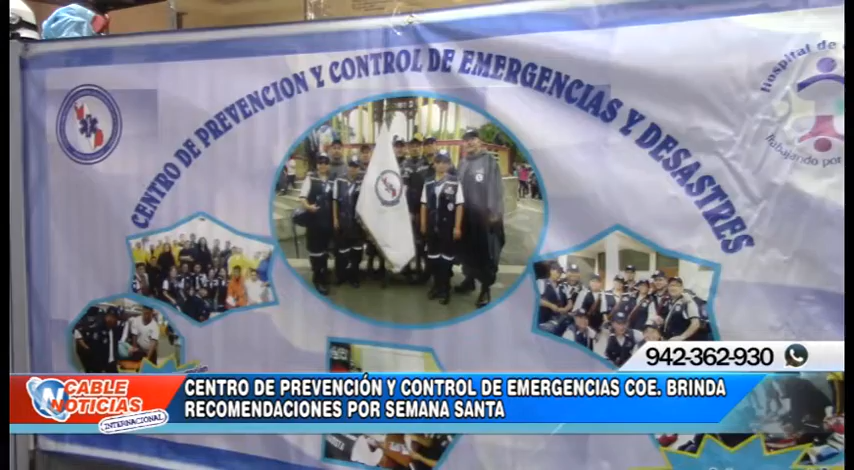 CENTRO DE PREVENCION Y CONTROL DE EMERGENCIAS Y DESASTRES
Hospital de
Trabajando por
942-362-930
CABLE
NOTICIAS
INTERNACIONAL
CENTRO DE PREVENCIÓN Y CONTROL DE EMERGENCIAS COE. BRINDA
RECOMENDACIONES POR SEMANA SANTA